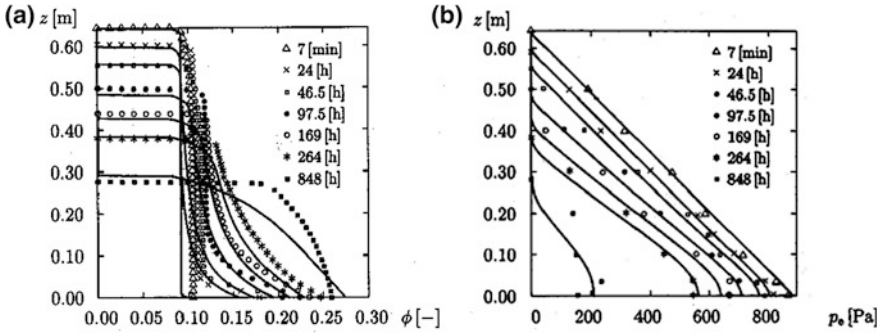 (a) z [m]
0.60
0.50
0.40
0.30
0.20
0.10
0.00
0.00 0.05 0.10 0.15 0.20 0.25 0.30
ϕ [−]
△ 7 [min]
× 24 [h]
¤ 46.5 [h]
● 97.5 [h]
○ 169 [h]
* 264 [h]
■ 848 [h]
(b) z [m]
0.60
0.50
0.40
0.30
0.20
0.10
0.00
0 200 400 600 800
pe [Pa]
△ 7 [min]
× 24 [h]
¤ 46.5 [h]
● 97.5 [h]
○ 169 [h]
* 264 [h]
■ 848 [h]